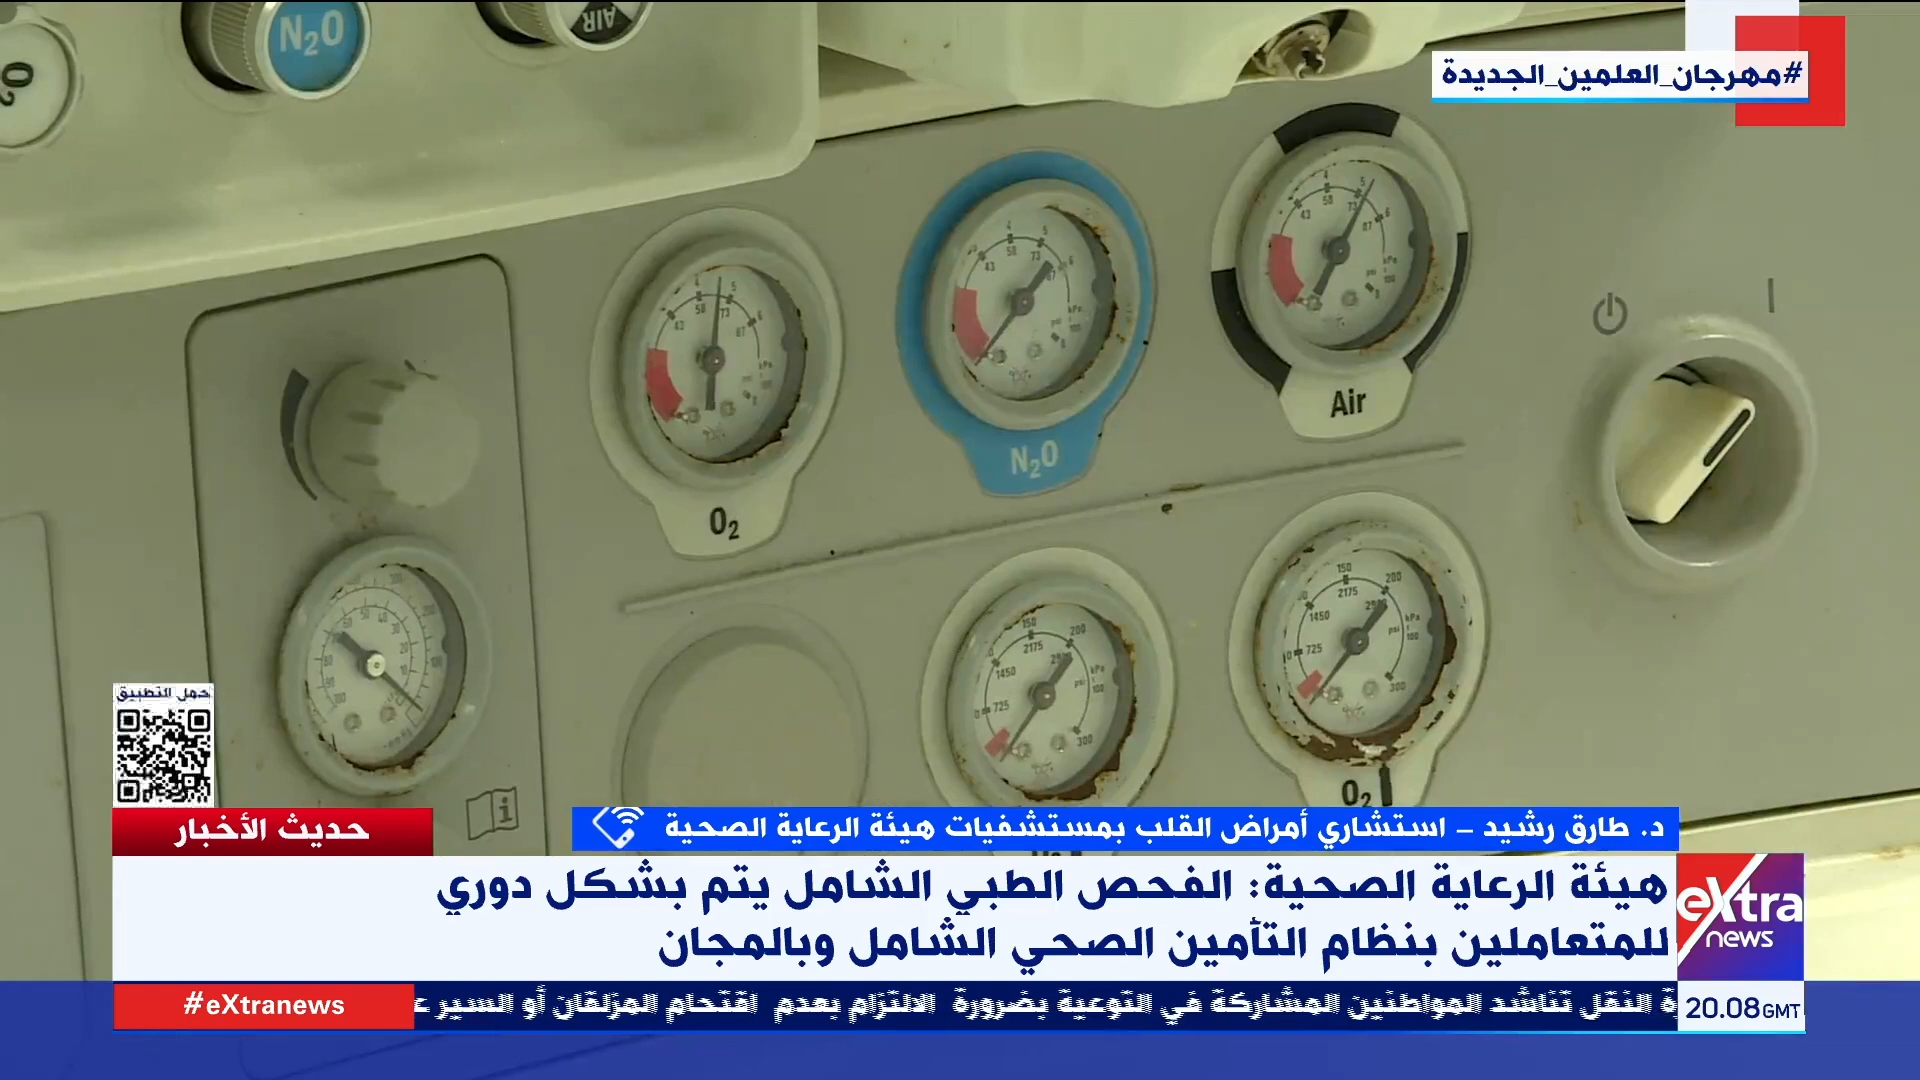 N₂O
AIR
O₂
#مهرجان_العلمين_الجديدة
O₂
N₂O
Air
O₂
حمل التطبيق
حديث الأخبار
د. طارق رشيد - استشاري أمراض القلب بمستشفيات هيئة الرعاية الصحية
هيئة الرعاية الصحية: الفحص الطبي الشامل يتم بشكل دوري
للمتعاملين بنظام التأمين الصحي الشامل وبالمجان
eXtra
news
#eXtranews
النقل تناشد المواطنين المشاركة في التوعية بضرورة الالتزام بعدم اقتحام المزلقان أو السير
20.08GMT